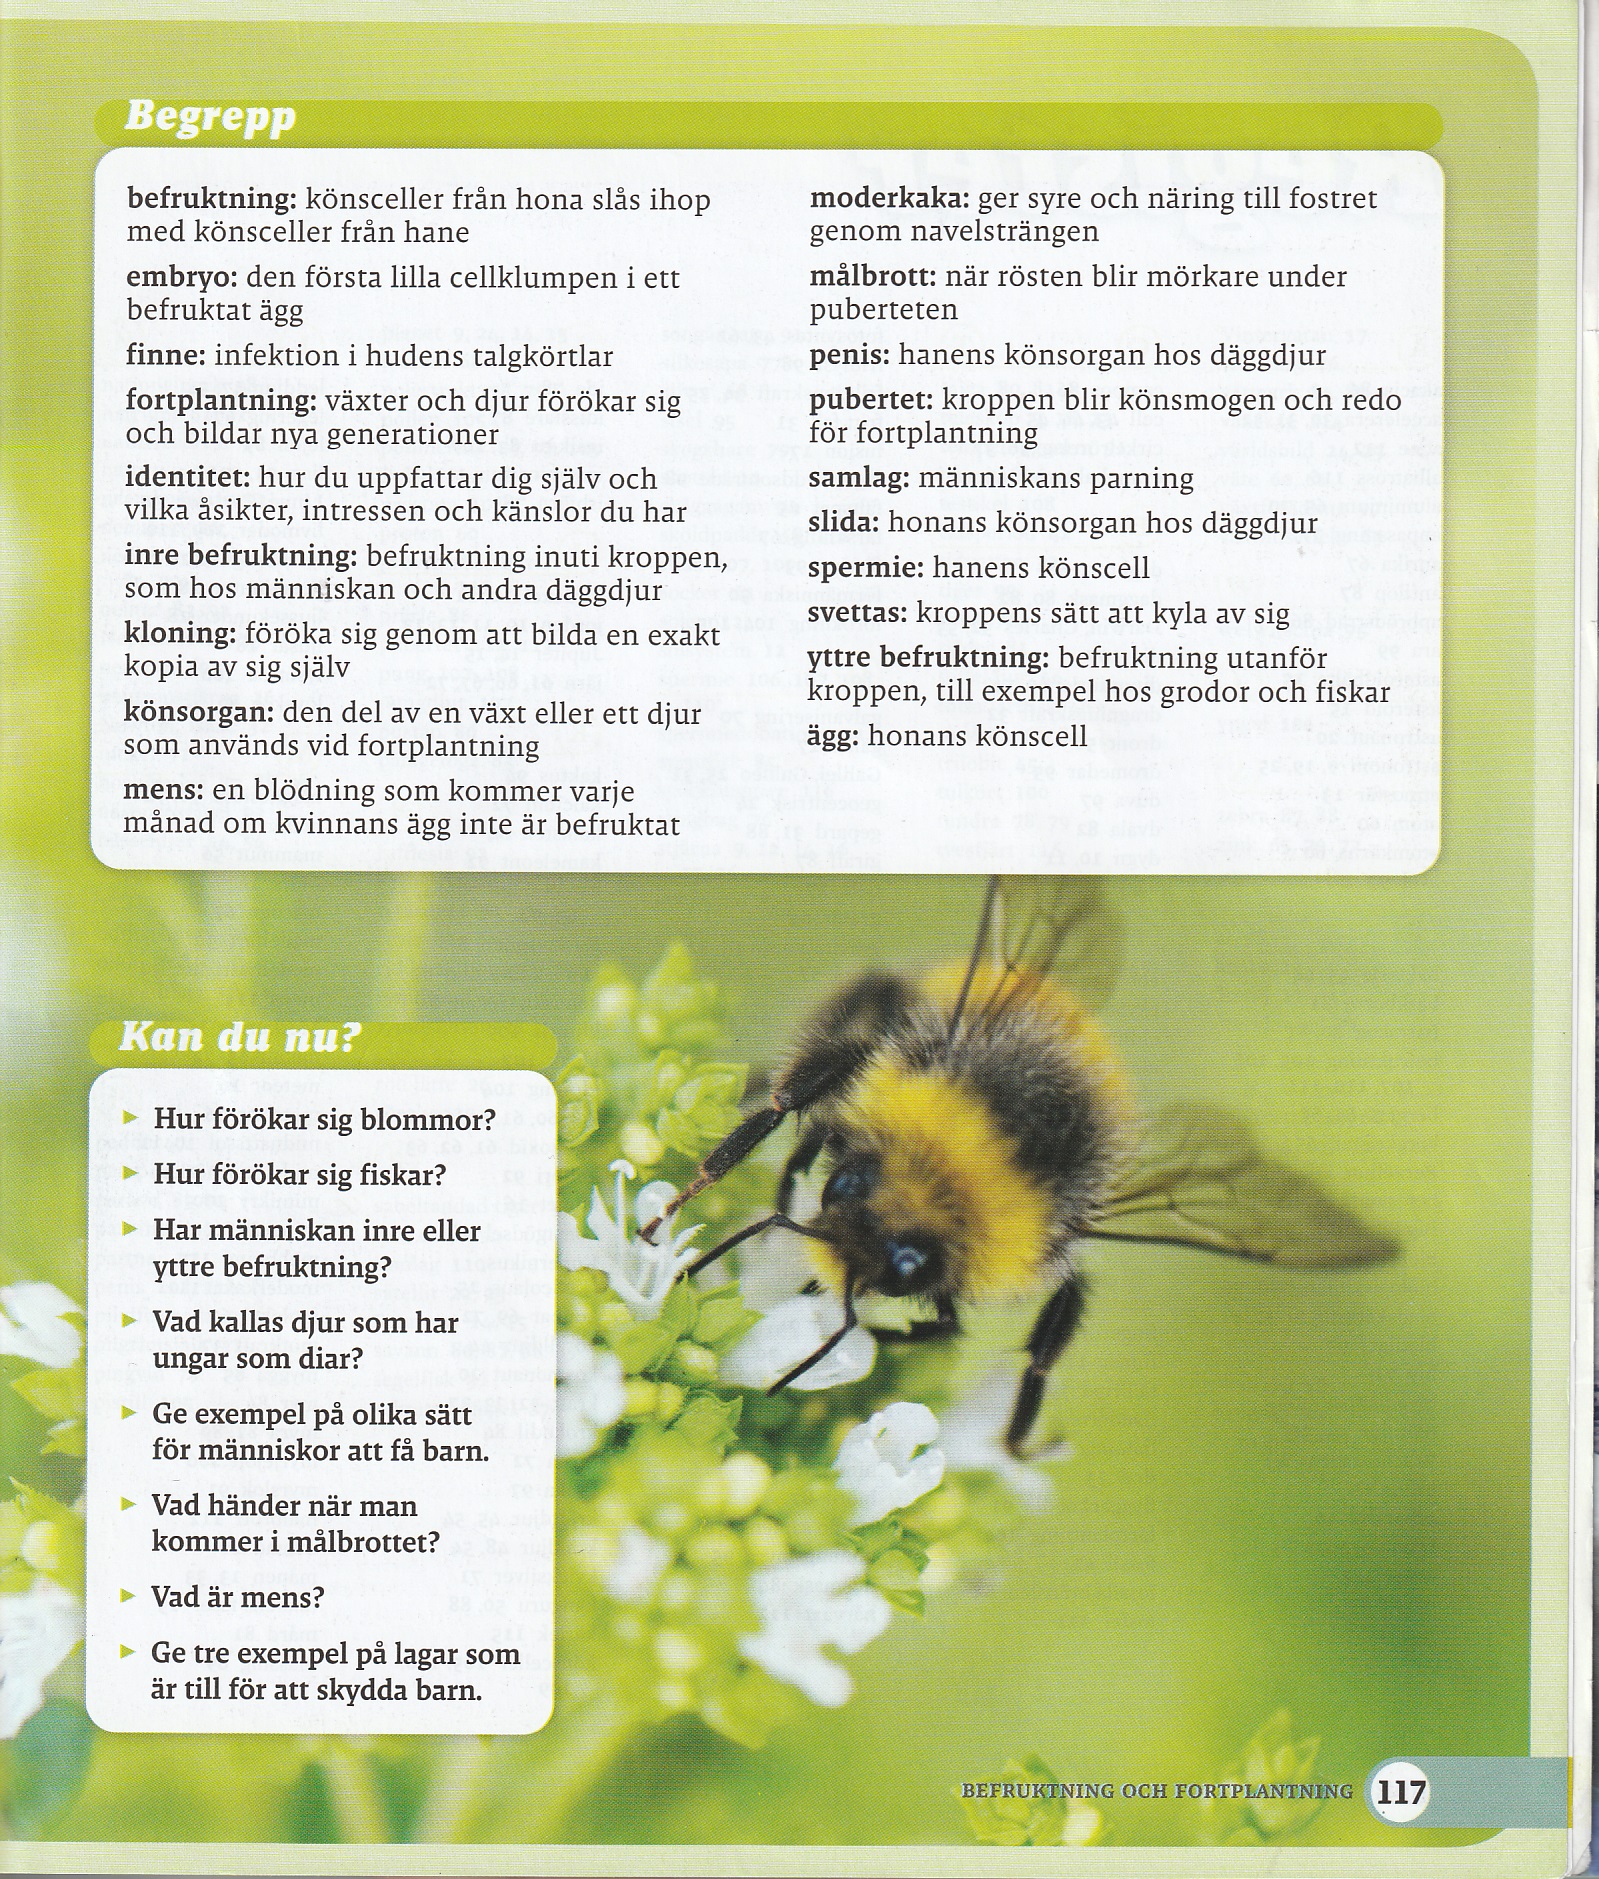 Begrepp
befruktning: könsceller från hona slås ihop
med könsceller från hane
embryo: den första lilla cellklumpen i ett
befruktat ägg
finne: infektion i hudens talgkörtlar
fortplantning: växter och djur förökar sig
och bildar nya generationer
identitet: hur du uppfattar dig själv och
vilka åsikter, intressen och känslor du har
inre befruktning: befruktning inuti kroppen,
som hos människan och andra däggdjur
kloning: föröka sig genom att bilda en exakt
kopia av sig själv
könsorgan: den del av en växt eller ett djur
som används vid fortplantning
mens: en blödning som kommer varje
månad om kvinnans ägg inte är befruktat
moderkaka: ger syre och näring till fostret
genom navelsträngen
målbrott: när rösten blir mörkare under
puberteten
penis: hanens könsorgan hos däggdjur
pubertet: kroppen blir könsmogen och redo
för fortplantning
samlag: människans parning
slida: honans könsorgan hos däggdjur
spermie: hanens könscell
svettas: kroppens sätt att kyla av sig
yttre befruktning: befruktning utanför
kroppen, till exempel hos grodor och fiskar
ägg: honans könscell
Kan du nu?
Hur förökar sig blommor?
Hur förökar sig fiskar?
Har människan inre eller
yttre befruktning?
Vad kallas djur som har
ungar som diar?
Ge exempel på olika sätt
för människor att få barn.
Vad händer när man
kommer i målbrottet?
Vad är mens?
Ge tre exempel på lagar som
är till för att skydda barn.
BEFRUKTNING OCH FORTPLANTNING 117